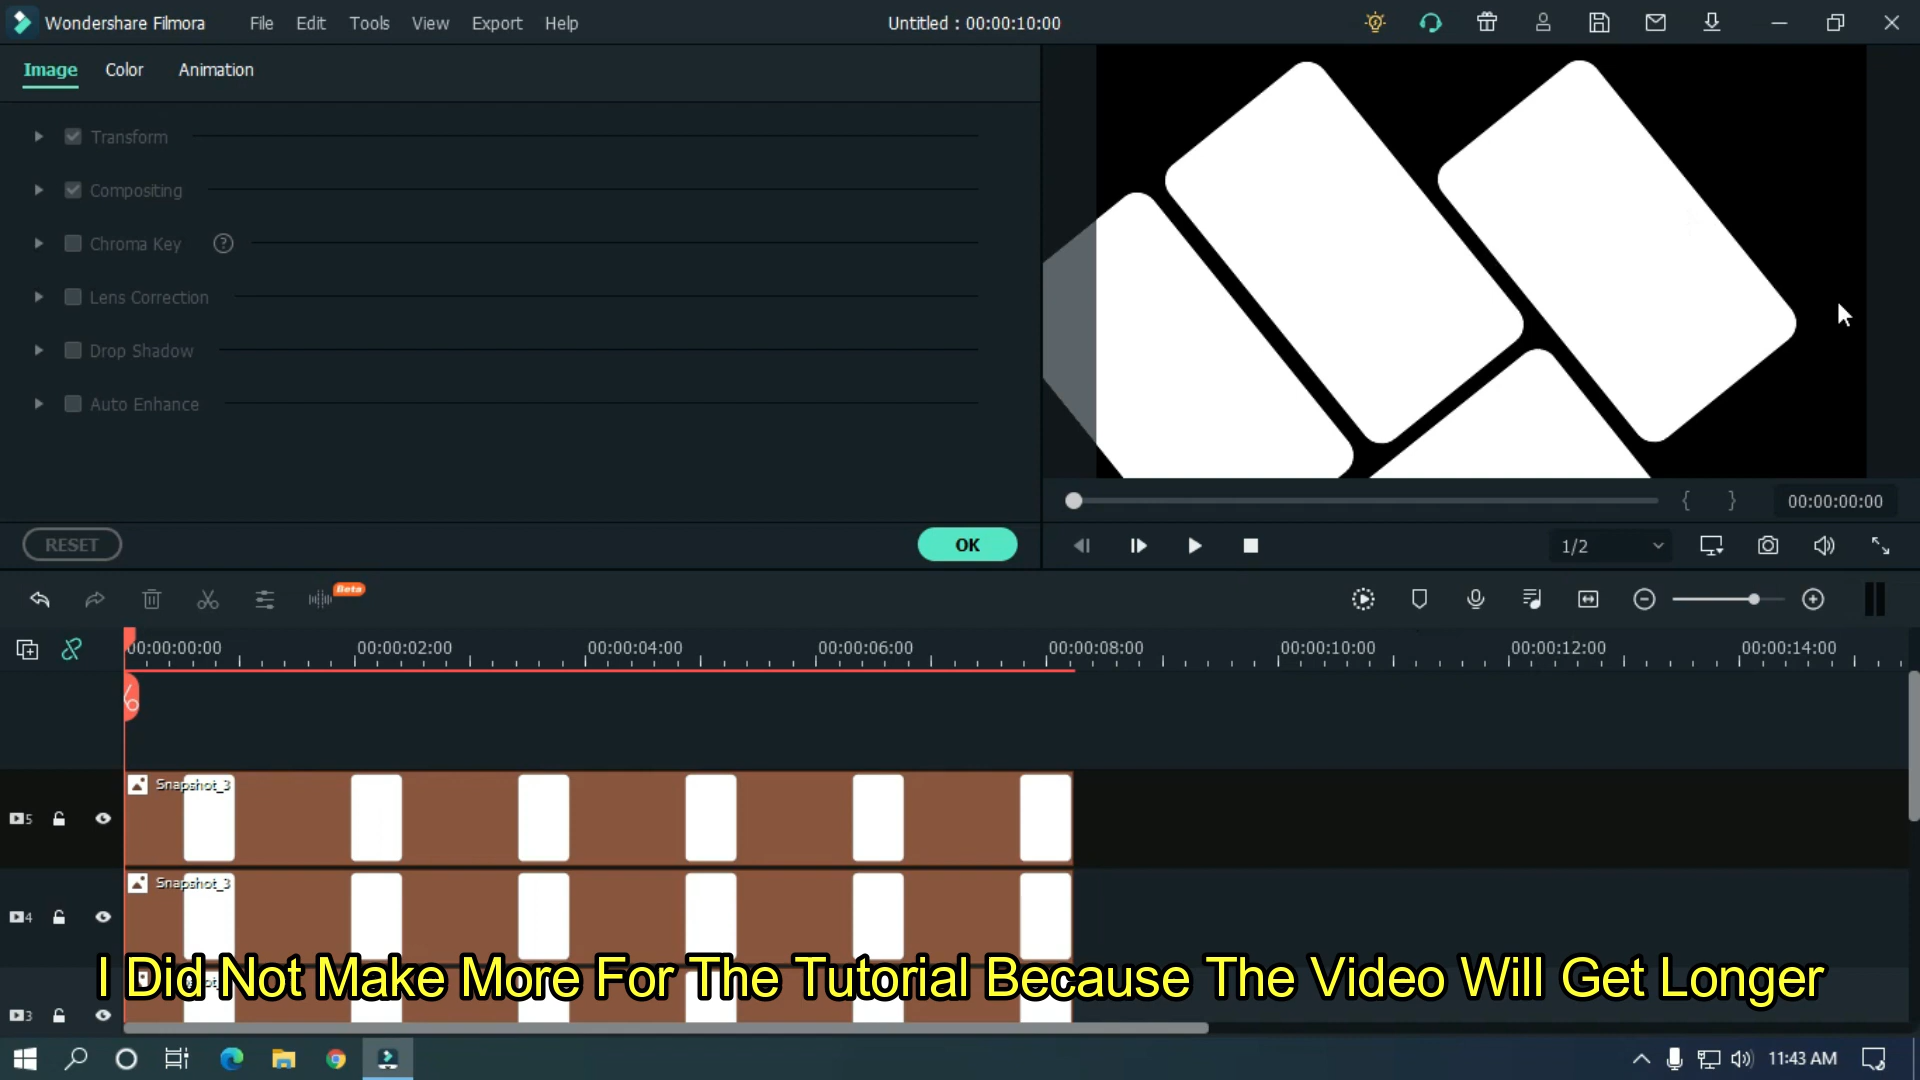 Wondershare Filmora File Edit Tools View Export Help Untitled : 00:00:10:00
Image Color Animation
Transform
Compositing
Chroma Key ?
Lens Correction
Drop Shadow
Auto Enhance
{ } 00:00:00:00
RESET OK
1/2
Beta
00:00:00:00 00:00:02:00 00:00:04:00 00:00:06:00 00:00:08:00 00:00:10:00 00:00:12:00 00:00:14:00
Snapshot_3
5
Snapshot_3
4
I Did Not Make More For The Tutorial Because The Video Will Get Longer
3
11:43 AM